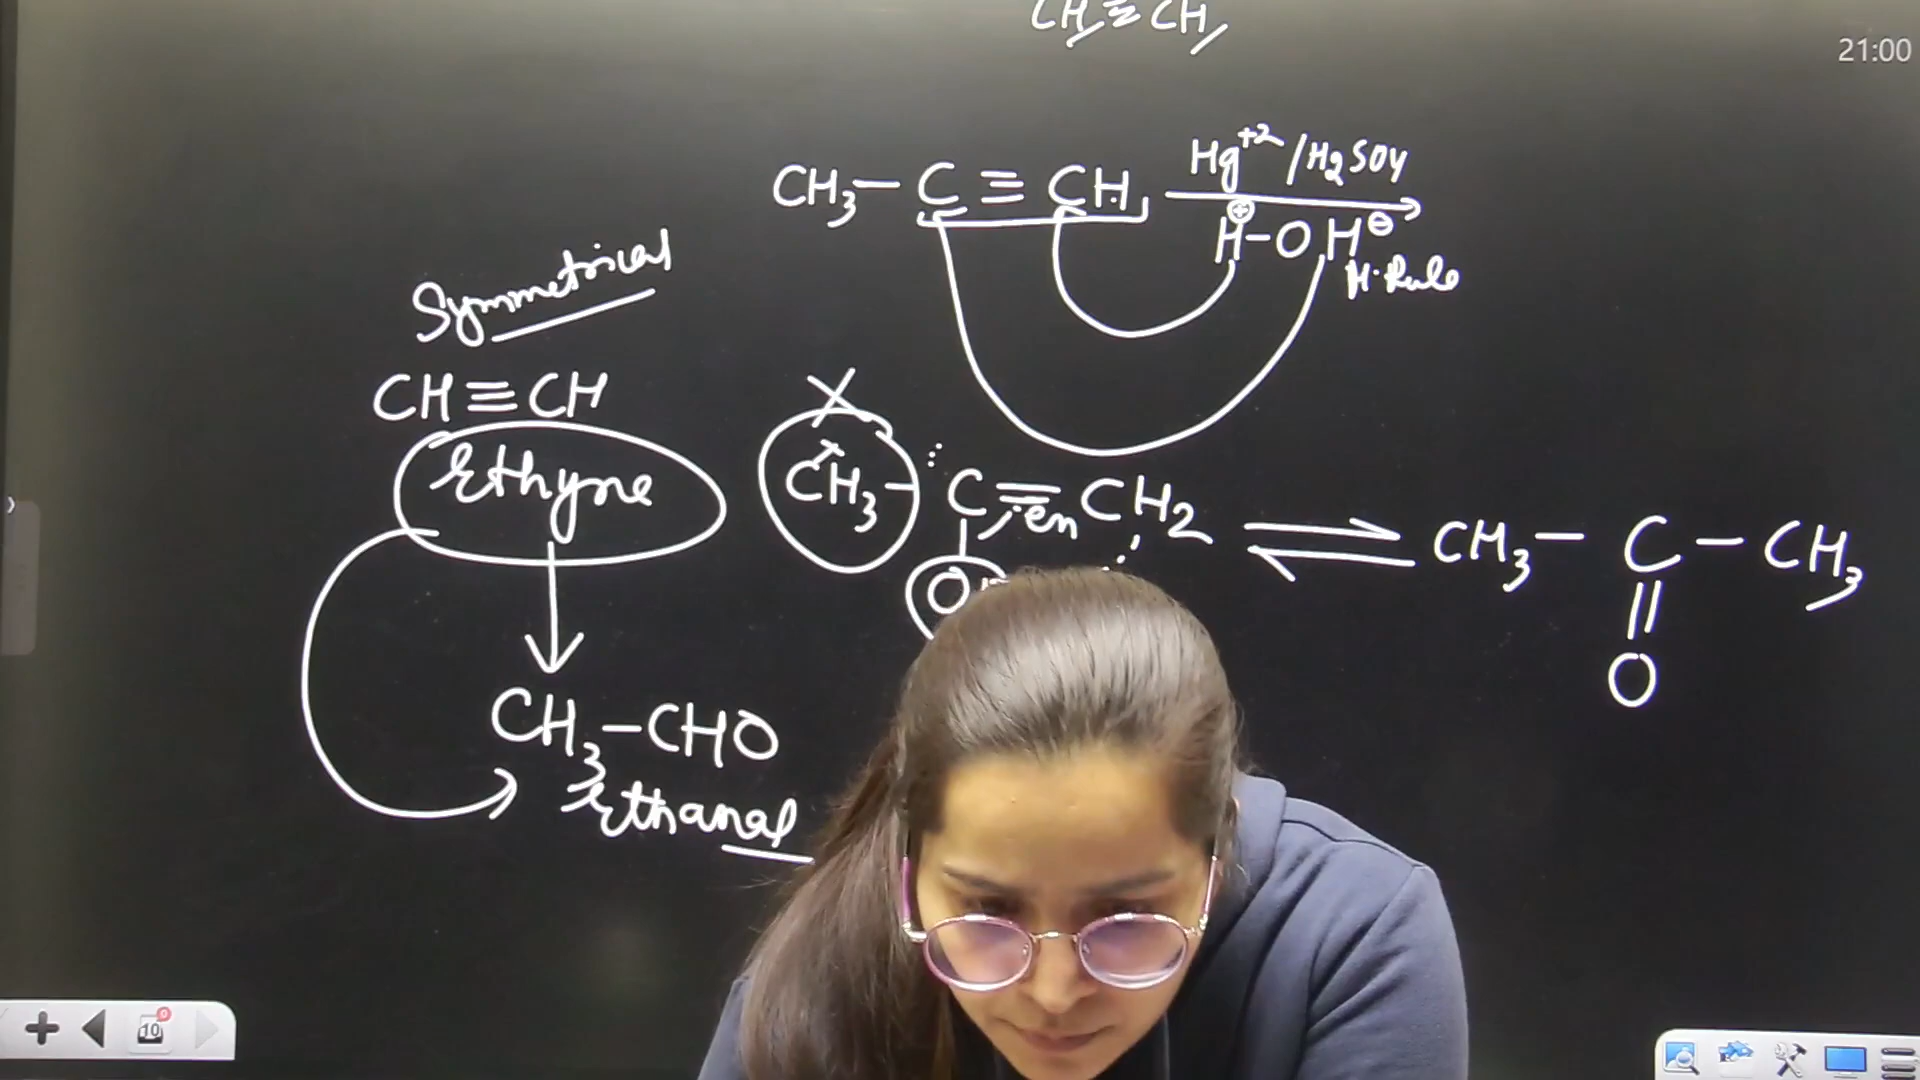 CH≡CH
21:00
CH3-C≡CH
Hg+2/H2SO4
H⊕-OH⊖
M.Rule
Symmetrical
CH≡CH
Ethyne
X
CH3-C=CH2
en
O
⇌ CH3-C-CH3
O
CH3-CHO
Ethanal
10